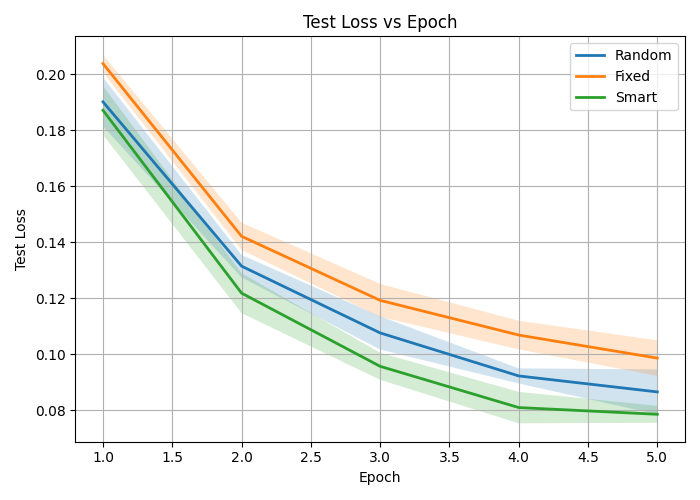 Test Loss vs Epoch
Random
Fixed
Smart
Test Loss
0.20
0.18
0.16
0.14
0.12
0.10
0.08
1.0 1.5 2.0 2.5 3.0 3.5 4.0 4.5 5.0
Epoch